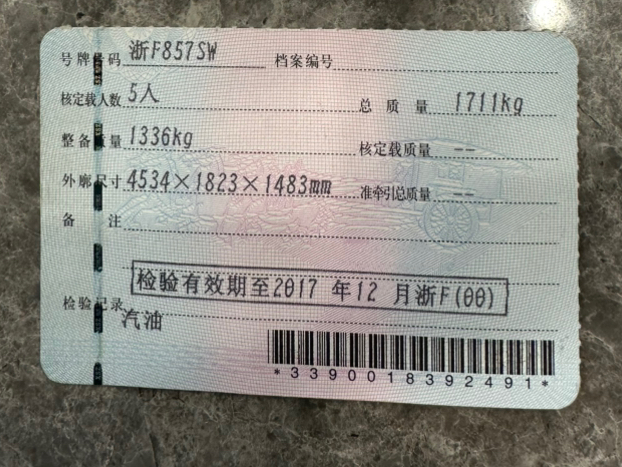 号牌号码 浙F857SW 档案编号
核定载人数 5人 总质量 1711kg
整备质量 1336kg 核定载质量 --
外廓尺寸 4534×1823×1483mm 准牵引总质量 --
备注
检验有效期至2017 年12 月浙F(00)
检验记录
汽油
*3390018392491*